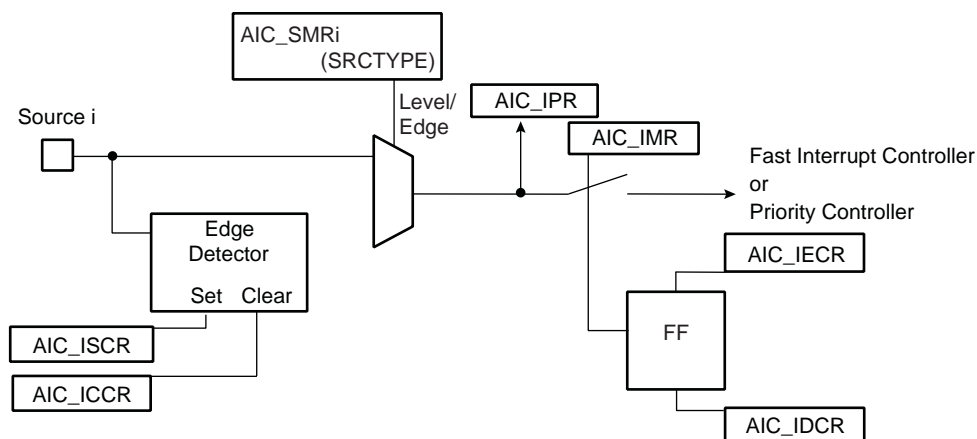 AIC_SMRi
(SRCTYPE)
Source i
Level/
Edge
AIC_IPR
AIC_IMR
Fast Interrupt Controller
or
Priority Controller
Edge
Detector
Set Clear
AIC_IECR
FF
AIC_ISCR
AIC_ICCR
AIC_IDCR